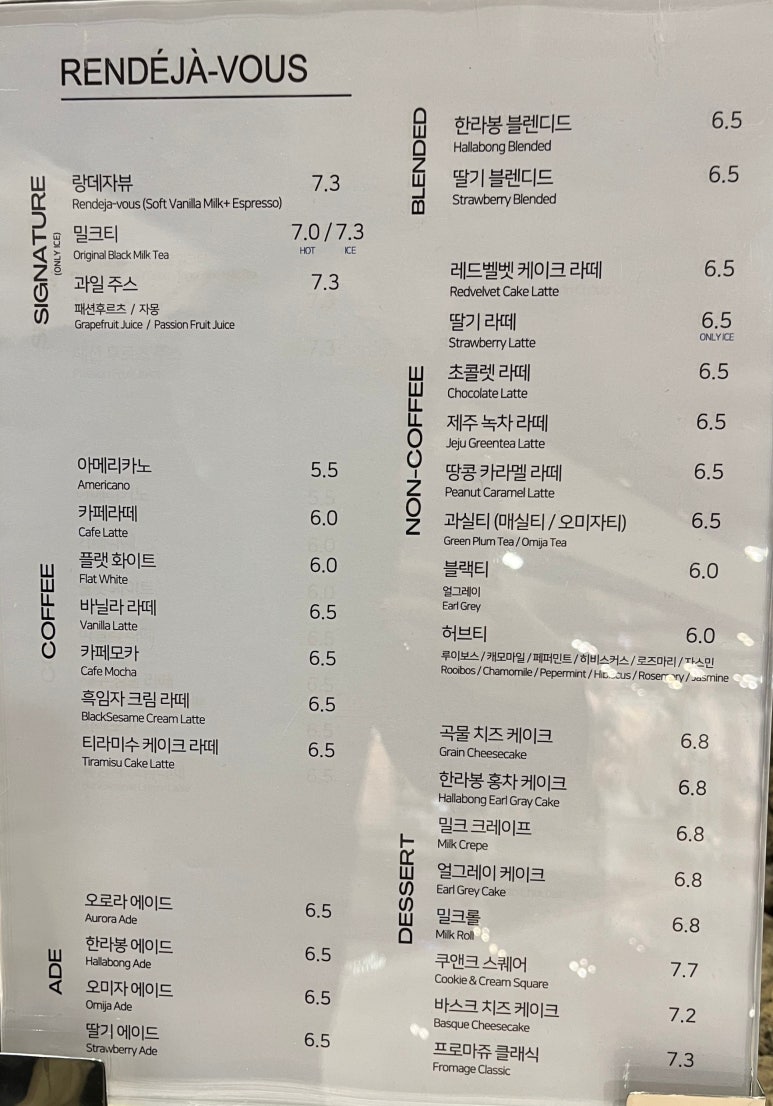 RENDÉJÀ-VOUS
SIGNATURE
(ONLY ICE)
랑데자뷰 7.3
Rendeja-vous (Soft Vanilla Milk+ Espresso)
밀크티 7.0 / 7.3
Original Black Milk Tea HOT ICE
과일 주스 7.3
패션후르츠 / 자몽
Grapefruit Juice / Passion Fruit Juice
COFFEE
아메리카노 5.5
Americano
카페라떼 6.0
Cafe Latte
플랫 화이트 6.0
Flat White
바닐라 라떼 6.5
Vanilla Latte
카페모카 6.5
Cafe Mocha
흑임자 크림 라떼 6.5
BlackSesame Cream Latte
티라미수 케이크 라떼 6.5
Tiramisu Cake Latte
ADE
오로라 에이드 6.5
Aurora Ade
한라봉 에이드 6.5
Hallabong Ade
오미자 에이드 6.5
Omija Ade
딸기 에이드 6.5
Strawberry Ade
BLENDED
한라봉 블렌디드 6.5
Hallabong Blended
딸기 블렌디드 6.5
Strawberry Blended
NON-COFFEE
레드벨벳 케이크 라떼 6.5
Redvelvet Cake Latte
딸기 라떼 6.5
Strawberry Latte ONLY ICE
초콜렛 라떼 6.5
Chocolate Latte
제주 녹차 라떼 6.5
Jeju Greentea Latte
땅콩 카라멜 라떼 6.5
Peanut Caramel Latte
과실티 (매실티 / 오미자티) 6.5
Green Plum Tea / Omija Tea
블랙티 6.0
얼그레이
Earl Grey
허브티 6.0
루이보스 / 캐모마일 / 페퍼민트 / 히비스커스 / 로즈마리 / 자스민
Rooibos / Chamomile / Pepermint / Hibiscus / Rosemary / Jasmine
DESSERT
곡물 치즈 케이크 6.8
Grain Cheesecake
한라봉 홍차 케이크 6.8
Hallabong Earl Gray Cake
밀크 크레이프 6.8
Milk Crepe
얼그레이 케이크 6.8
Earl Grey Cake
밀크롤 6.8
Milk Roll
쿠앤크 스퀘어 7.7
Cookie & Cream Square
바스크 치즈 케이크 7.2
Basque Cheesecake
프로마쥬 클래식 7.3
Fromage Classic